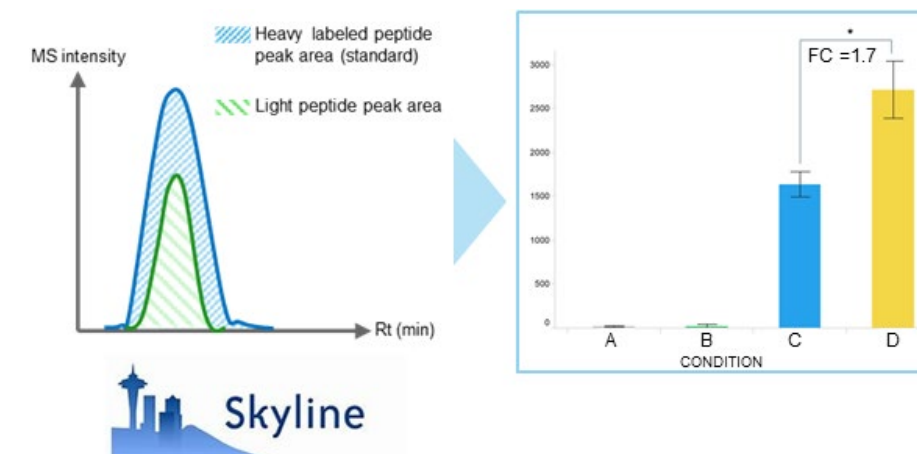 Heavy labeled peptide
peak area (standard)
MS intensity
Light peptide peak area
Rt (min)
Skyline
*
FC =1.7
3000
2500
2000
1500
1000
500
0
A B C D
CONDITION